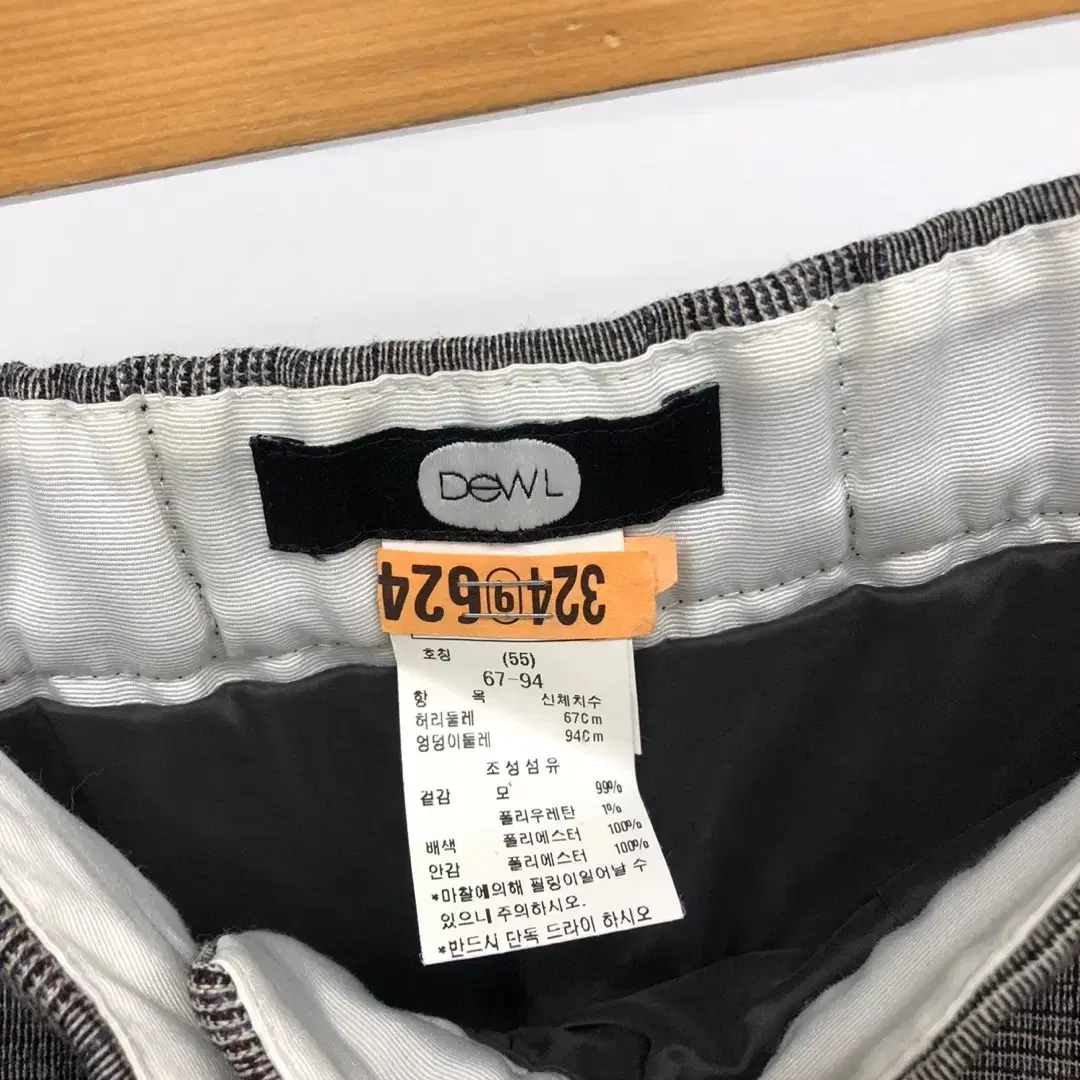 DewL
324⑨524
호칭 (55)
67-94
항 목 신체치수
허리둘레 67Cm
엉덩이둘레 94Cm
조성섬유
겉감 모 99%
폴리우레탄 1%
배색 폴리에스터 100%
안감 폴리에스터 100%
*마찰에의해 필링이일어날 수
있으니 주의하시오.
*반드시 단독 드라이 하시오